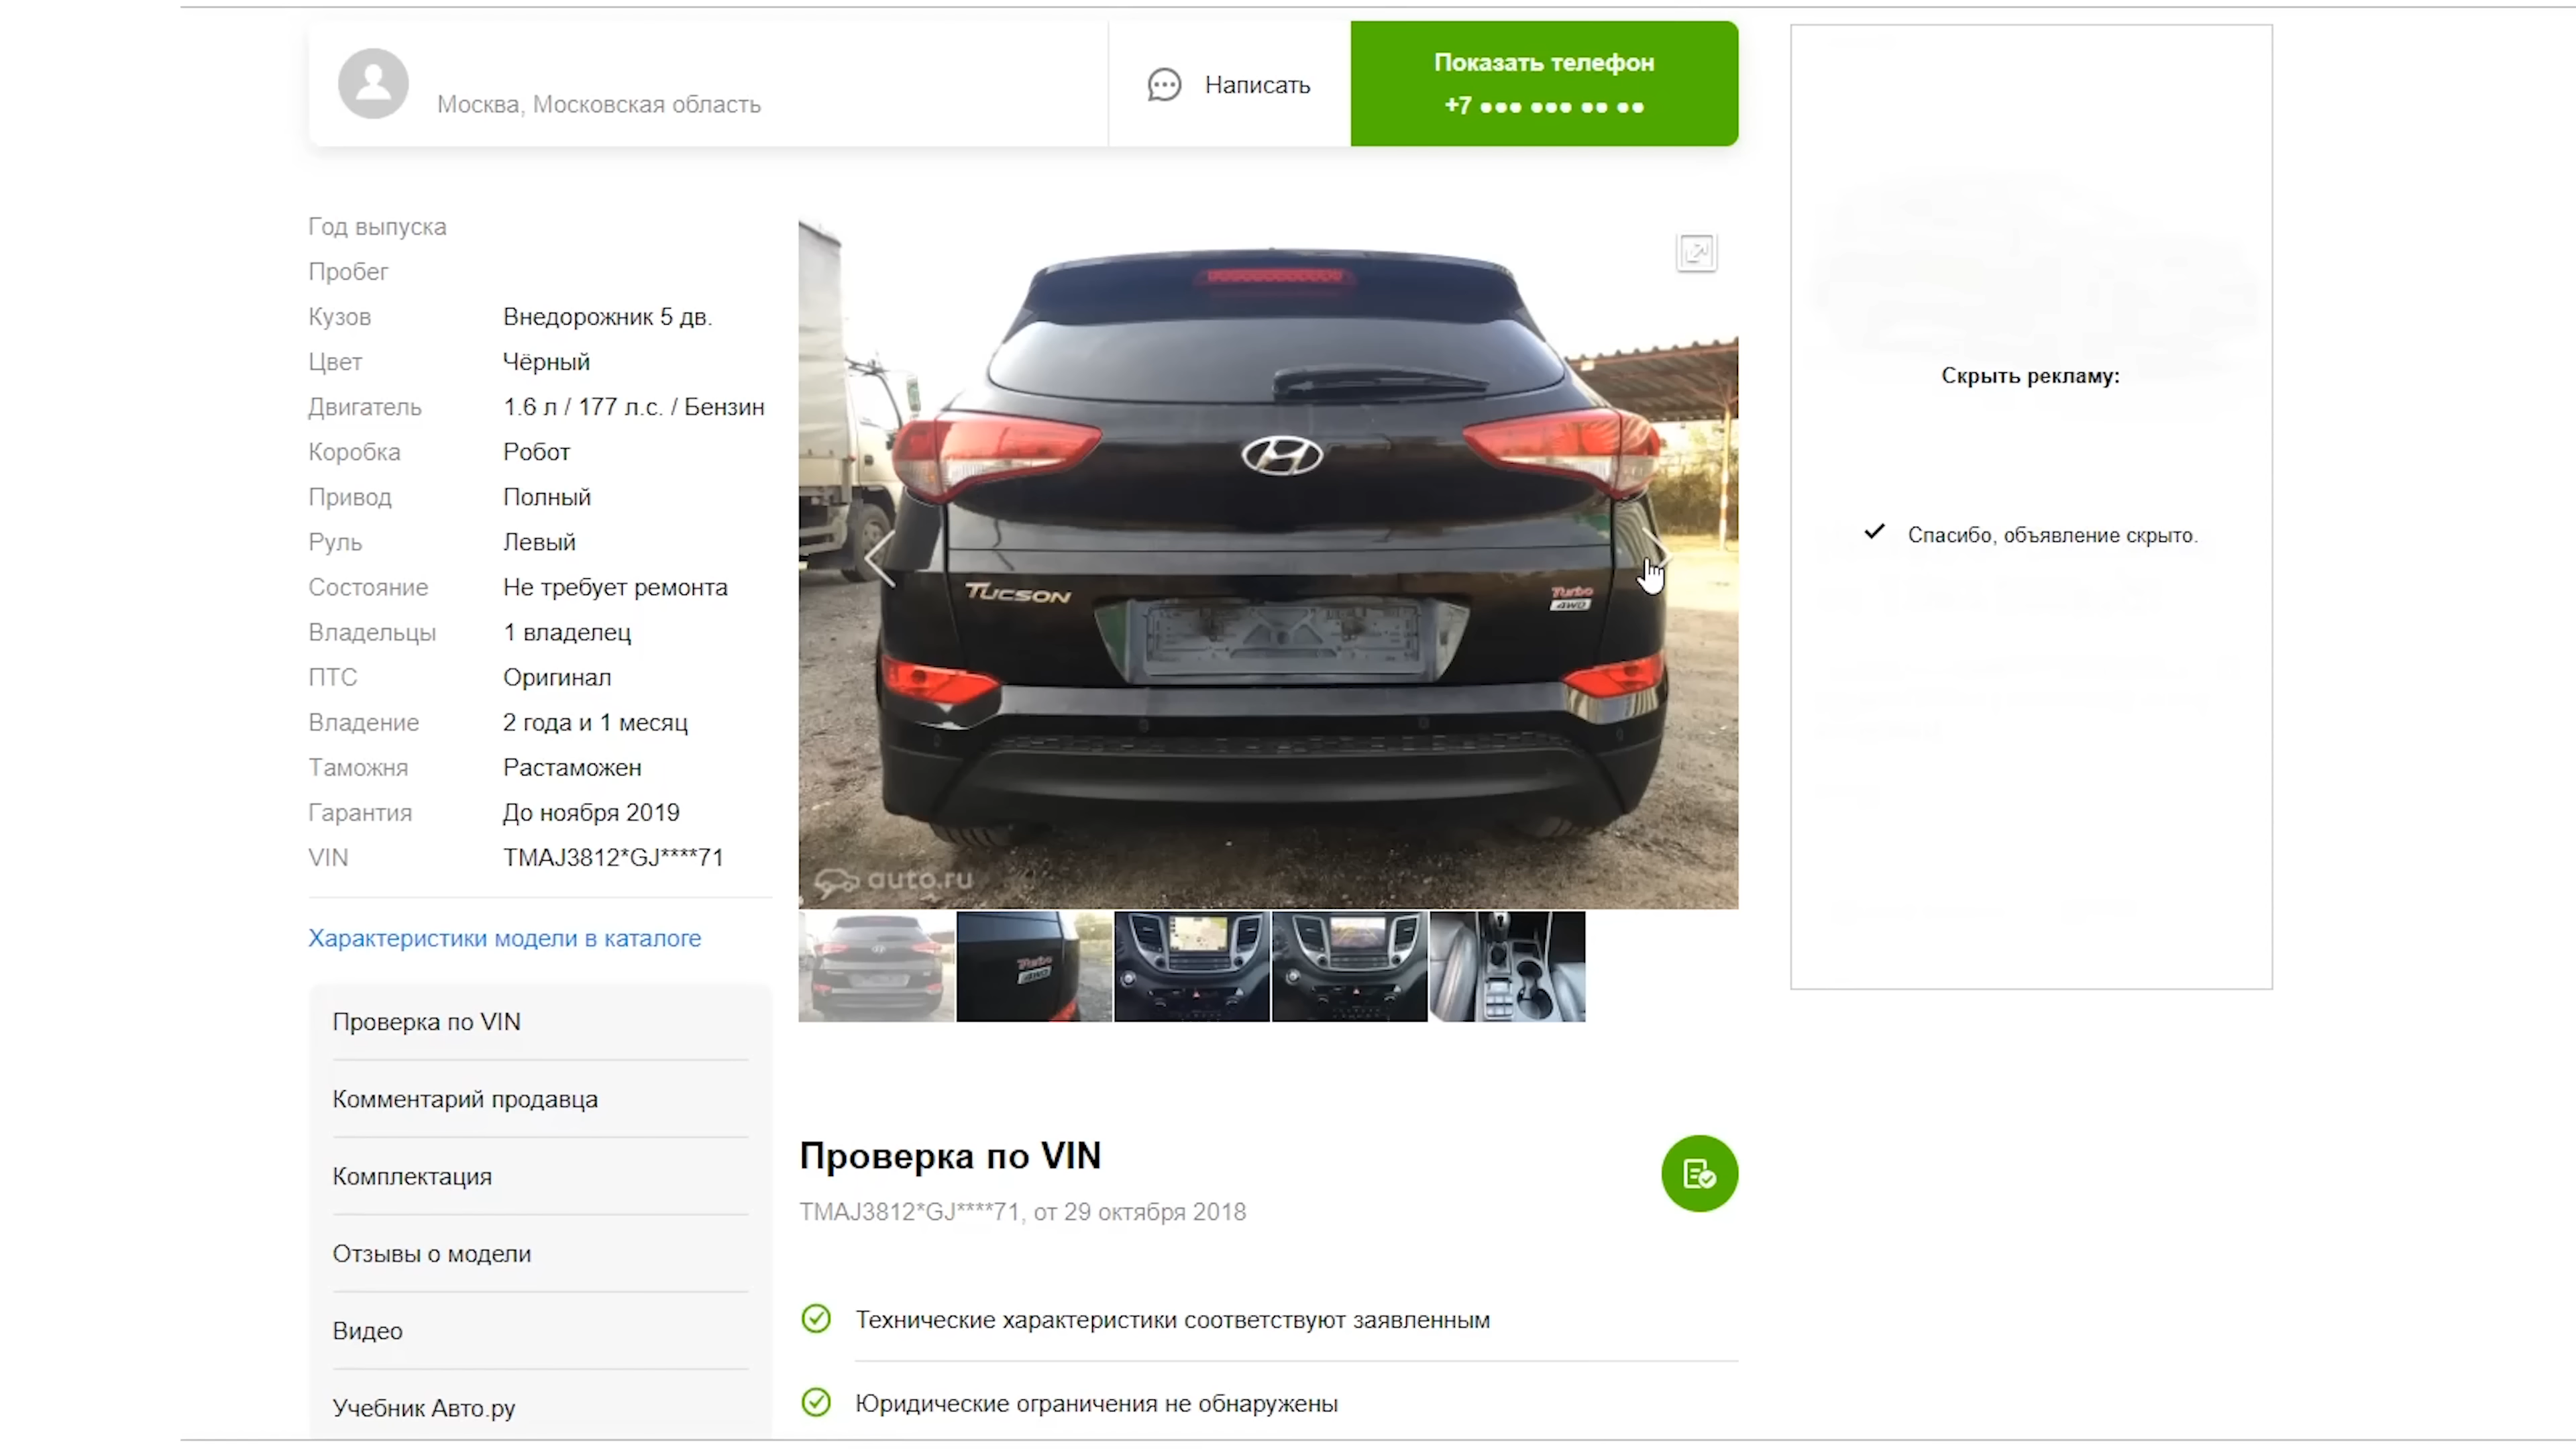 Москва, Московская область
Написать
Показать телефон
+7 ●●● ●●● ●● ●●
Год выпуска
Пробег
Кузов Внедорожник 5 дв.
Цвет Чёрный
Двигатель 1.6 л / 177 л.с. / Бензин
Коробка Робот
Привод Полный
Руль Левый
Состояние Не требует ремонта
Владельцы 1 владелец
ПТС Оригинал
Владение 2 года и 1 месяц
Таможня Растаможен
Гарантия До ноября 2019
VIN TMAJ3812*GJ****71
Характеристики модели в каталоге
Проверка по VIN
Комментарий продавца
Комплектация
Отзывы о модели
Видео
Учебник Авто.ру
TUCSON
Turbo
4WD
auto.ru
Turbo
4WD
Проверка по VIN
TMAJ3812*GJ****71, от 29 октября 2018
Технические характеристики соответствуют заявленным
Юридические ограничения не обнаружены
Скрыть рекламу:
Спасибо, объявление скрыто.